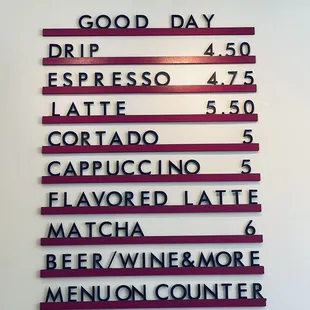 GOOD DAY
DRIP 4.50
ESPRESSO 4.75
LATTE 5.50
CORTADO 5
CAPPUCCINO 5
FLAVORED LATTE
MATCHA 6
BEER/WINE&MORE
MENU ON COUNTER